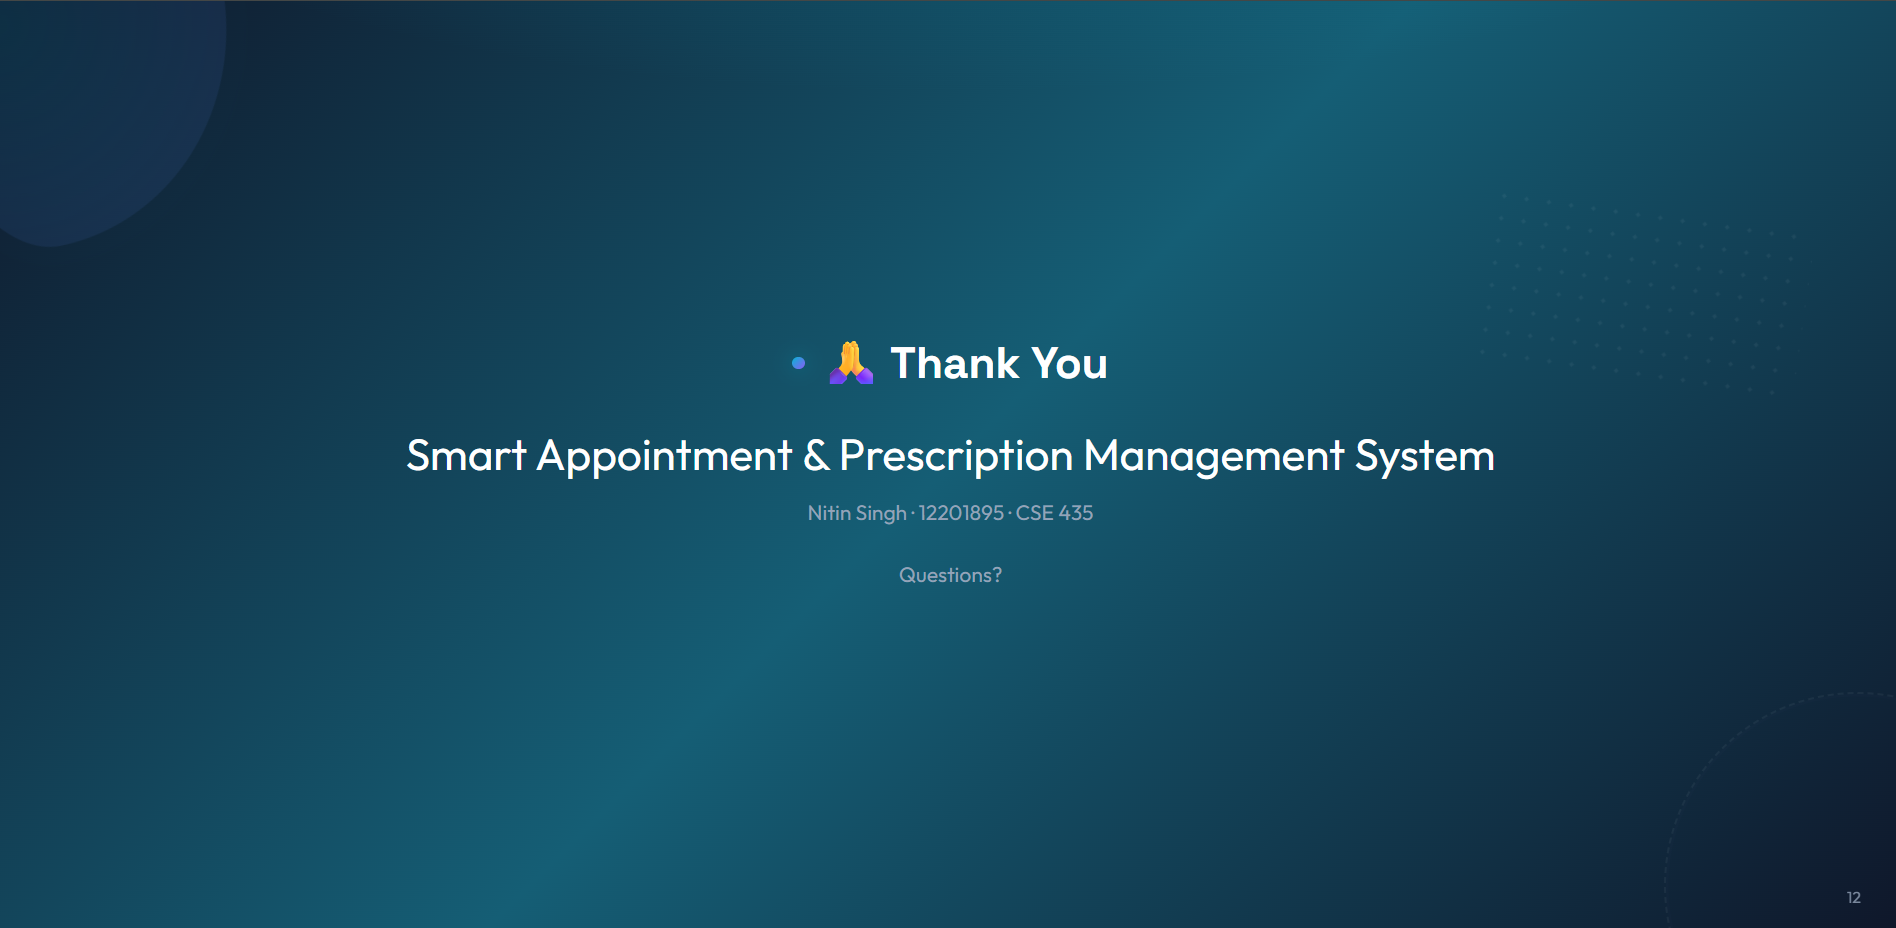 🙏 Thank You
Smart Appointment & Prescription Management System
Nitin Singh · 12201895 · CSE 435
Questions?
12